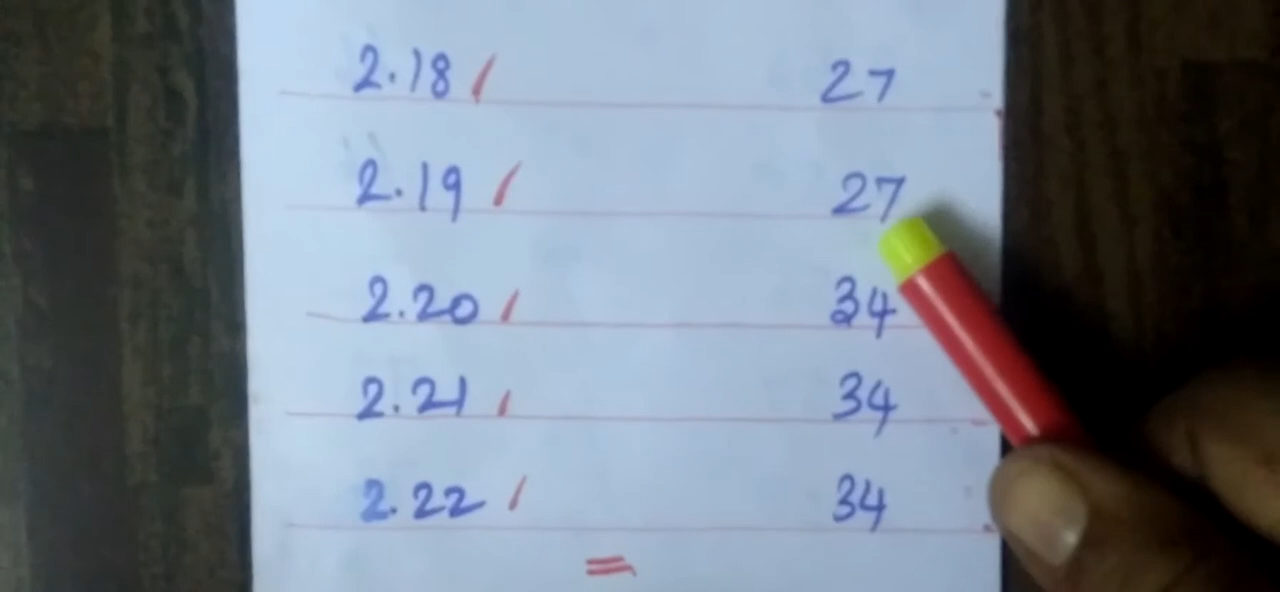 2.18 / 27
2.19 / 27
2.20 / 34
2.21 / 34
2.22 / 34
=